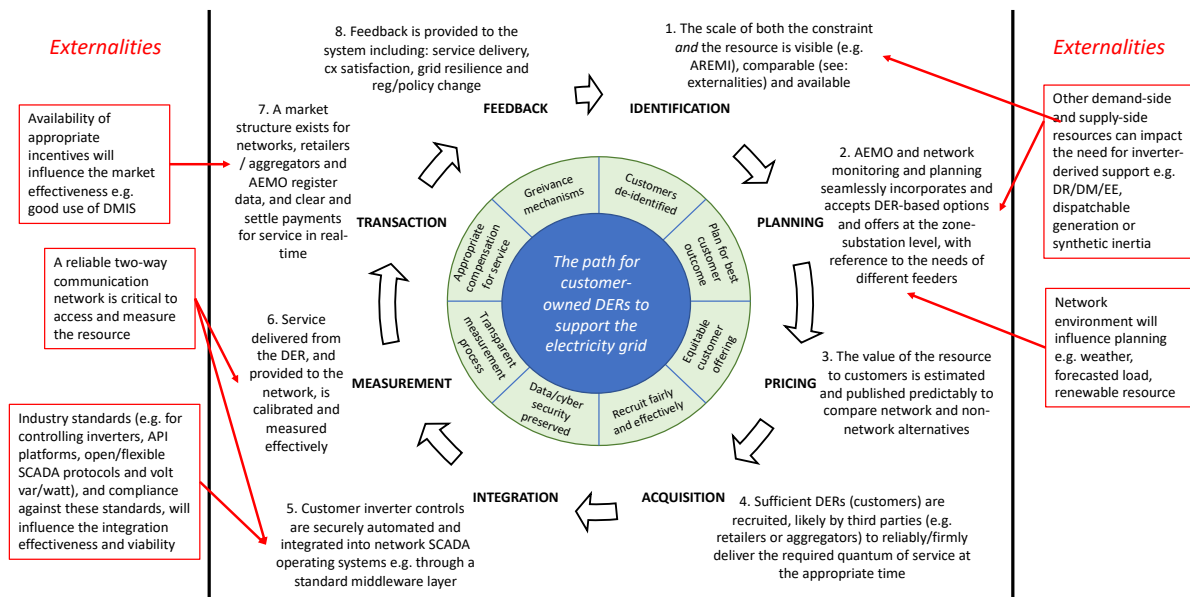 Externalities
Availability of
appropriate
incentives will
influence the market
effectiveness e.g.
good use of DMIS
A reliable two-way
communication
network is critical to
access and measure
the resource
Industry standards (e.g. for
controlling inverters, API
platforms, open/flexible
SCADA protocols and volt
var/watt), and compliance
against these standards, will
influence the integration
effectiveness and viability
8. Feedback is provided to the
system including: service delivery,
cx satisfaction, grid resilience and
reg/policy change
FEEDBACK
1. The scale of both the constraint
and the resource is visible (e.g.
AREMI), comparable (see:
externalities) and available
IDENTIFICATION
2. AEMO and network
monitoring and planning
seamlessly incorporates and
accepts DER-based options
and offers at the zone-
substation level, with
reference to the needs of
different feeders
PLANNING
3. The value of the resource
to customers is estimated
and published predictably to
compare network and non-
network alternatives
PRICING
ACQUISITION
4. Sufficient DERs (customers) are
recruited, likely by third parties (e.g.
retailers or aggregators) to reliably/firmly
deliver the required quantum of service at
the appropriate time
INTEGRATION
5. Customer inverter controls
are securely automated and
integrated into network SCADA
operating systems e.g. through a
standard middleware layer
6. Service
delivered from
the DER, and
provided to the
network, is
calibrated and
measured
effectively
MEASUREMENT
7. A market
structure exists for
networks, retailers
/ aggregators and
AEMO register
data, and clear and
settle payments
for service in real-
time
TRANSACTION
Greivance
mechanisms
Customers
de-identified
Plan for best
customer
outcome
Equitable
customer
offering
Recruit fairly
and effectively
Data/cyber
security
preserved
Transparent
measurement
process
Appropriate
compensation
for service
The path for
customer-
owned DERs to
support the
electricity grid
Externalities
Other demand-side
and supply-side
resources can impact
the need for inverter-
derived support e.g.
DR/DM/EE,
dispatchable
generation or
synthetic inertia
Network
environment will
influence planning
e.g. weather,
forecasted load,
renewable resource